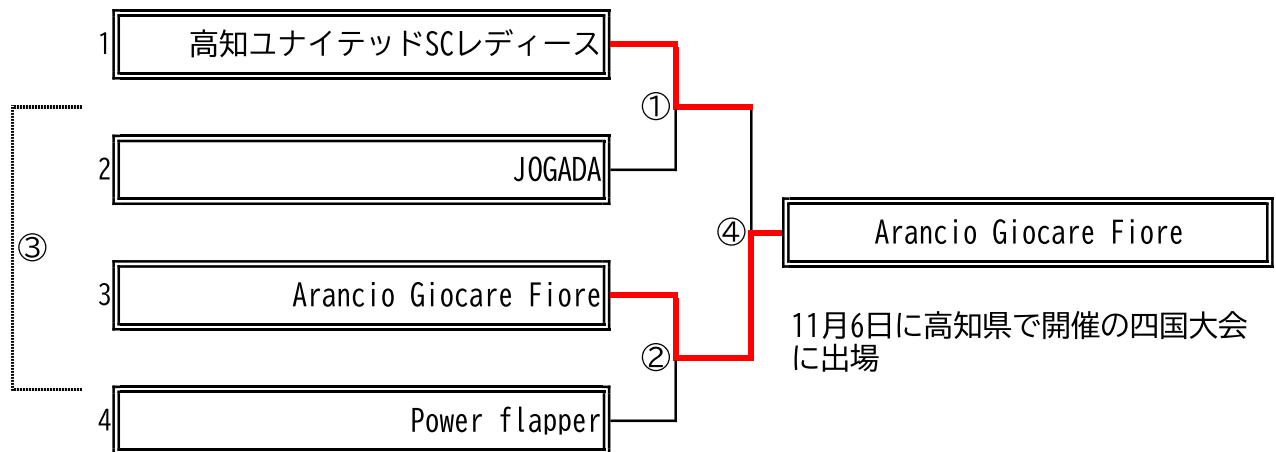 1 高知ユナイテッドSCレディース
①
2 JOGADA
③
④
Arancio Giocare Fiore
3 Arancio Giocare Fiore
11月6日に高知県で開催の四国大会
に出場
②
4 Power flapper